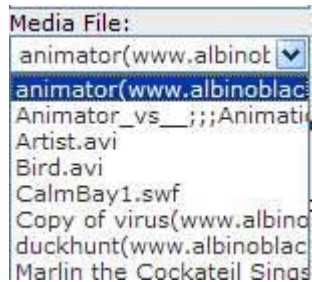 Media File:
animator(www.albinot
animator(www.albinoblac
Animator_vs__;;;Animati
Artist.avi
Bird.avi
CalmBay1.swf
Copy of virus(www.albino
duckhunt(www.albinoblac
Marlin the Cockateil Sings